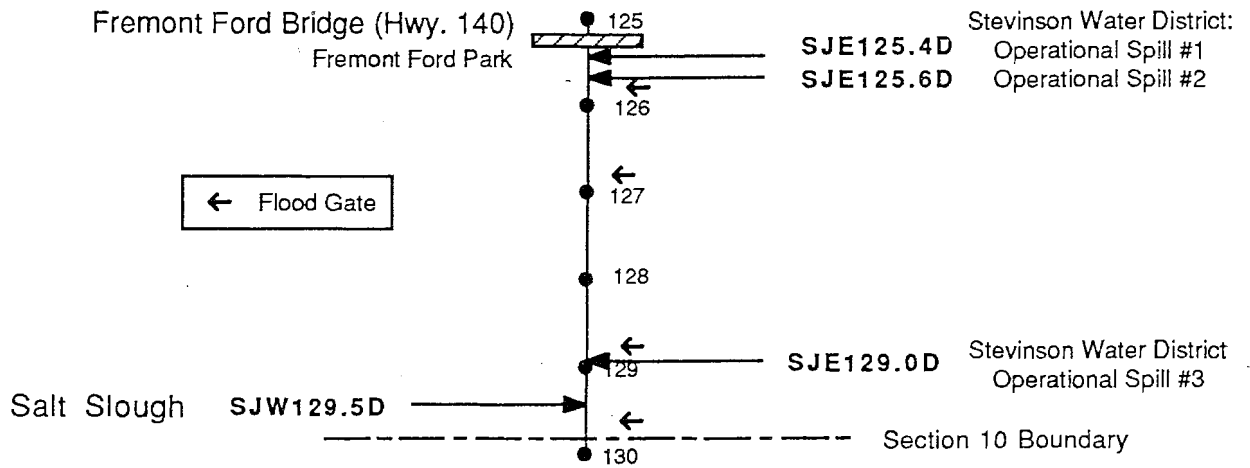 Fremont Ford Bridge (Hwy. 140)
125
Stevinson Water District:
Fremont Ford Park
SJE125.4D
Operational Spill #1
SJE125.6D
Operational Spill #2
126
← Flood Gate
127
128
129
SJE129.0D
Stevinson Water District
Operational Spill #3
Salt Slough
SJW129.5D
Section 10 Boundary
130